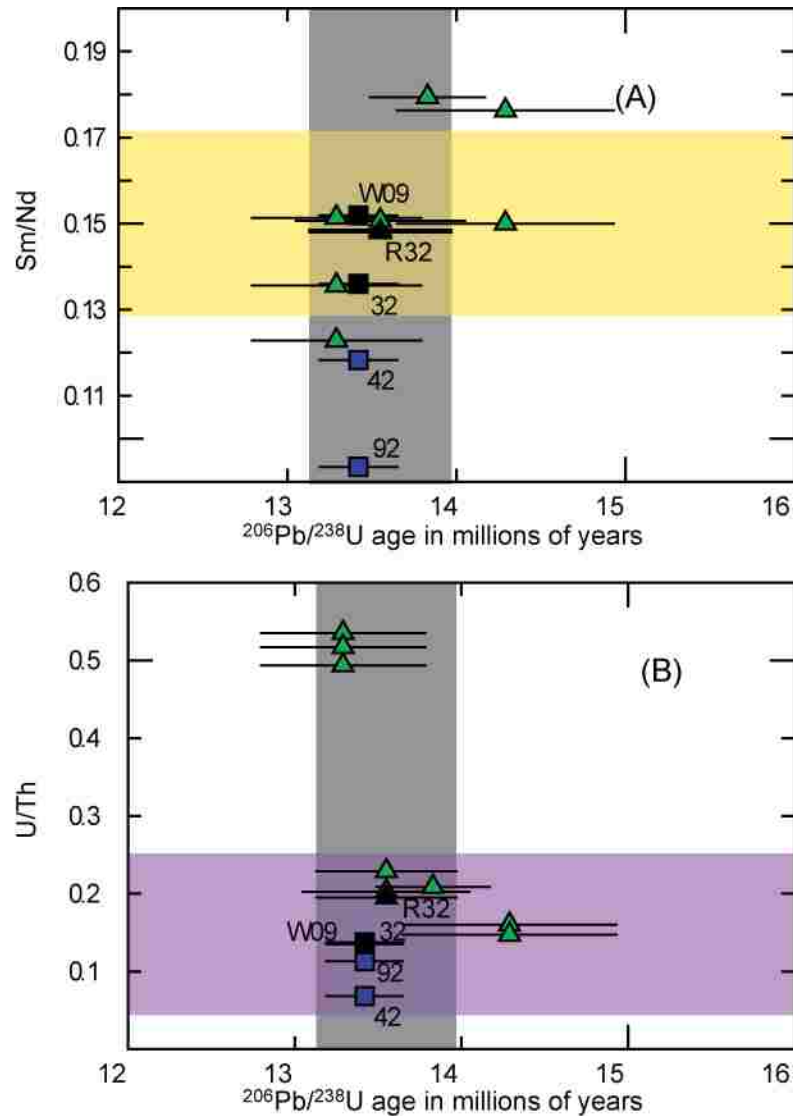 0.19
(A)
0.17
W09
Sm/Nd
0.15
R32
0.13
32
42
0.11
92
12 13 14 15 16
206Pb/238U age in millions of years
0.6
0.5
(B)
0.4
U/Th
0.3
0.2
R32
W09 32
92
0.1
42
12 13 14 15 16
206Pb/238U age in millions of years